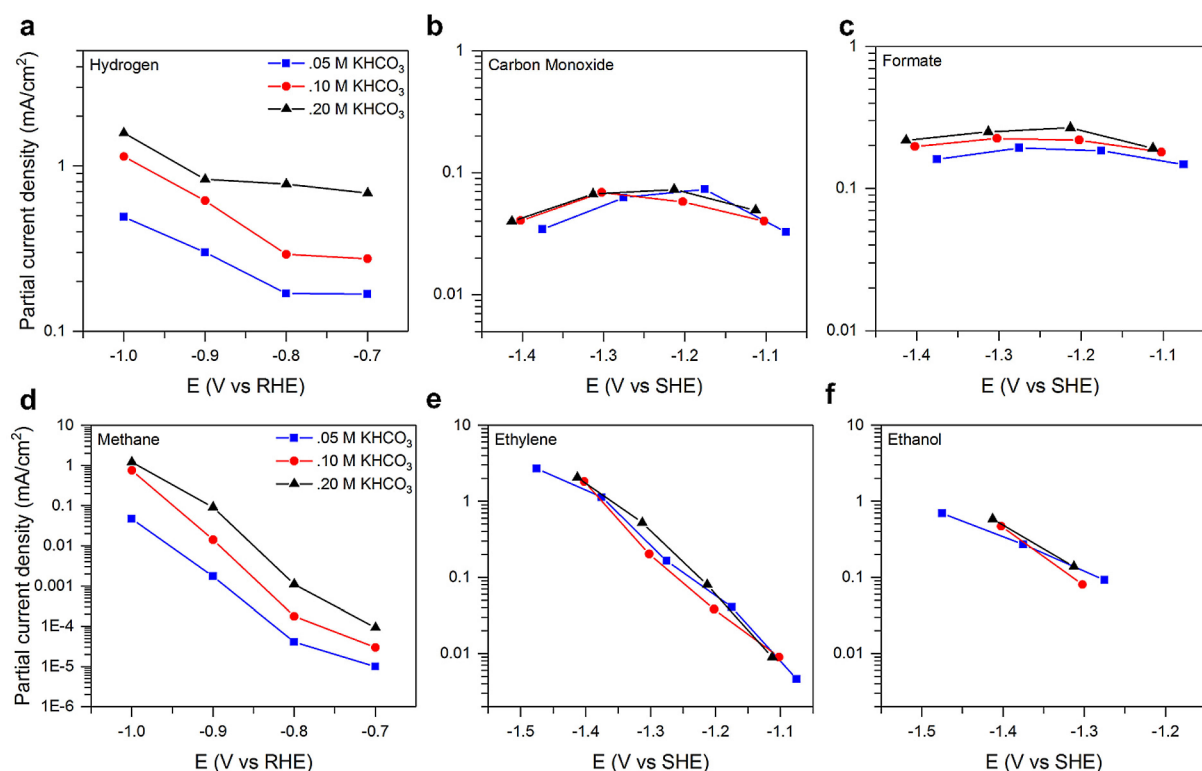 a
Hydrogen
.05 M KHCO3
.10 M KHCO3
.20 M KHCO3
Partial current density (mA/cm2)
1
0.1
-1.0 -0.9 -0.8 -0.7
E (V vs RHE)
b
Carbon Monoxide
1
0.1
0.01
-1.4 -1.3 -1.2 -1.1
E (V vs SHE)
c
Formate
1
0.1
0.01
-1.4 -1.3 -1.2 -1.1
E (V vs SHE)
d
Methane
.05 M KHCO3
.10 M KHCO3
.20 M KHCO3
Partial current density (mA/cm2)
10
1
0.1
0.01
0.001
1E-4
1E-5
1E-6
-1.0 -0.9 -0.8 -0.7
E (V vs RHE)
e
Ethylene
10
1
0.1
0.01
-1.5 -1.4 -1.3 -1.2 -1.1
E (V vs SHE)
f
Ethanol
10
1
0.1
0.01
-1.5 -1.4 -1.3 -1.2
E (V vs SHE)